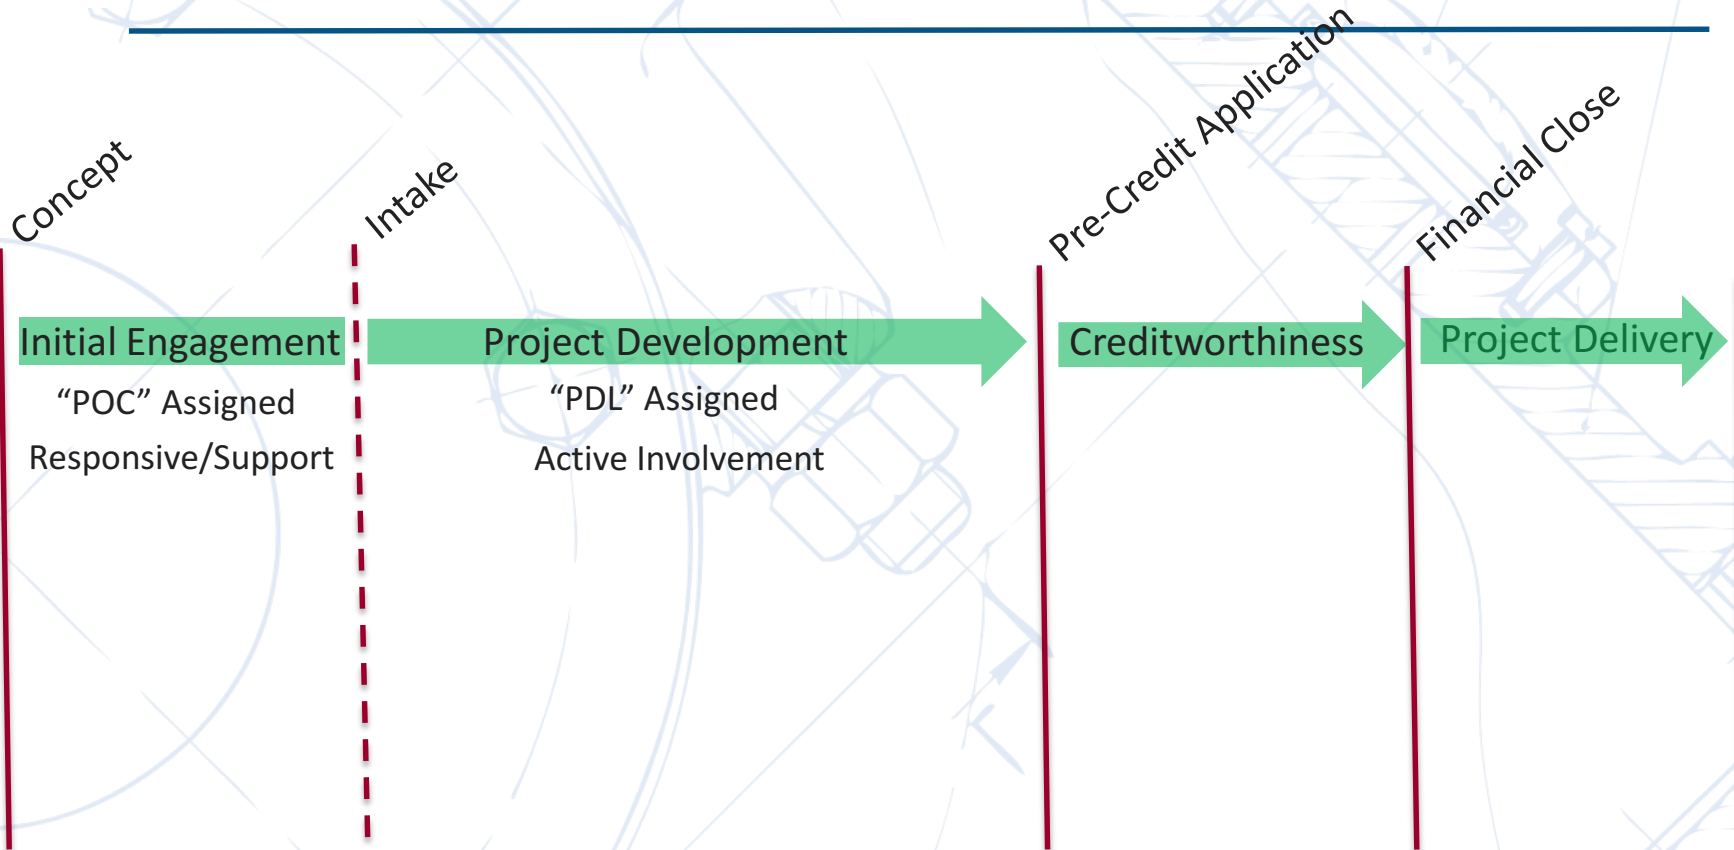 Concept
Intake
Pre-Credit Application
Financial Close
Initial Engagement
Project Development
Creditworthiness
Project Delivery
“POC” Assigned
“PDL” Assigned
Responsive/Support
Active Involvement